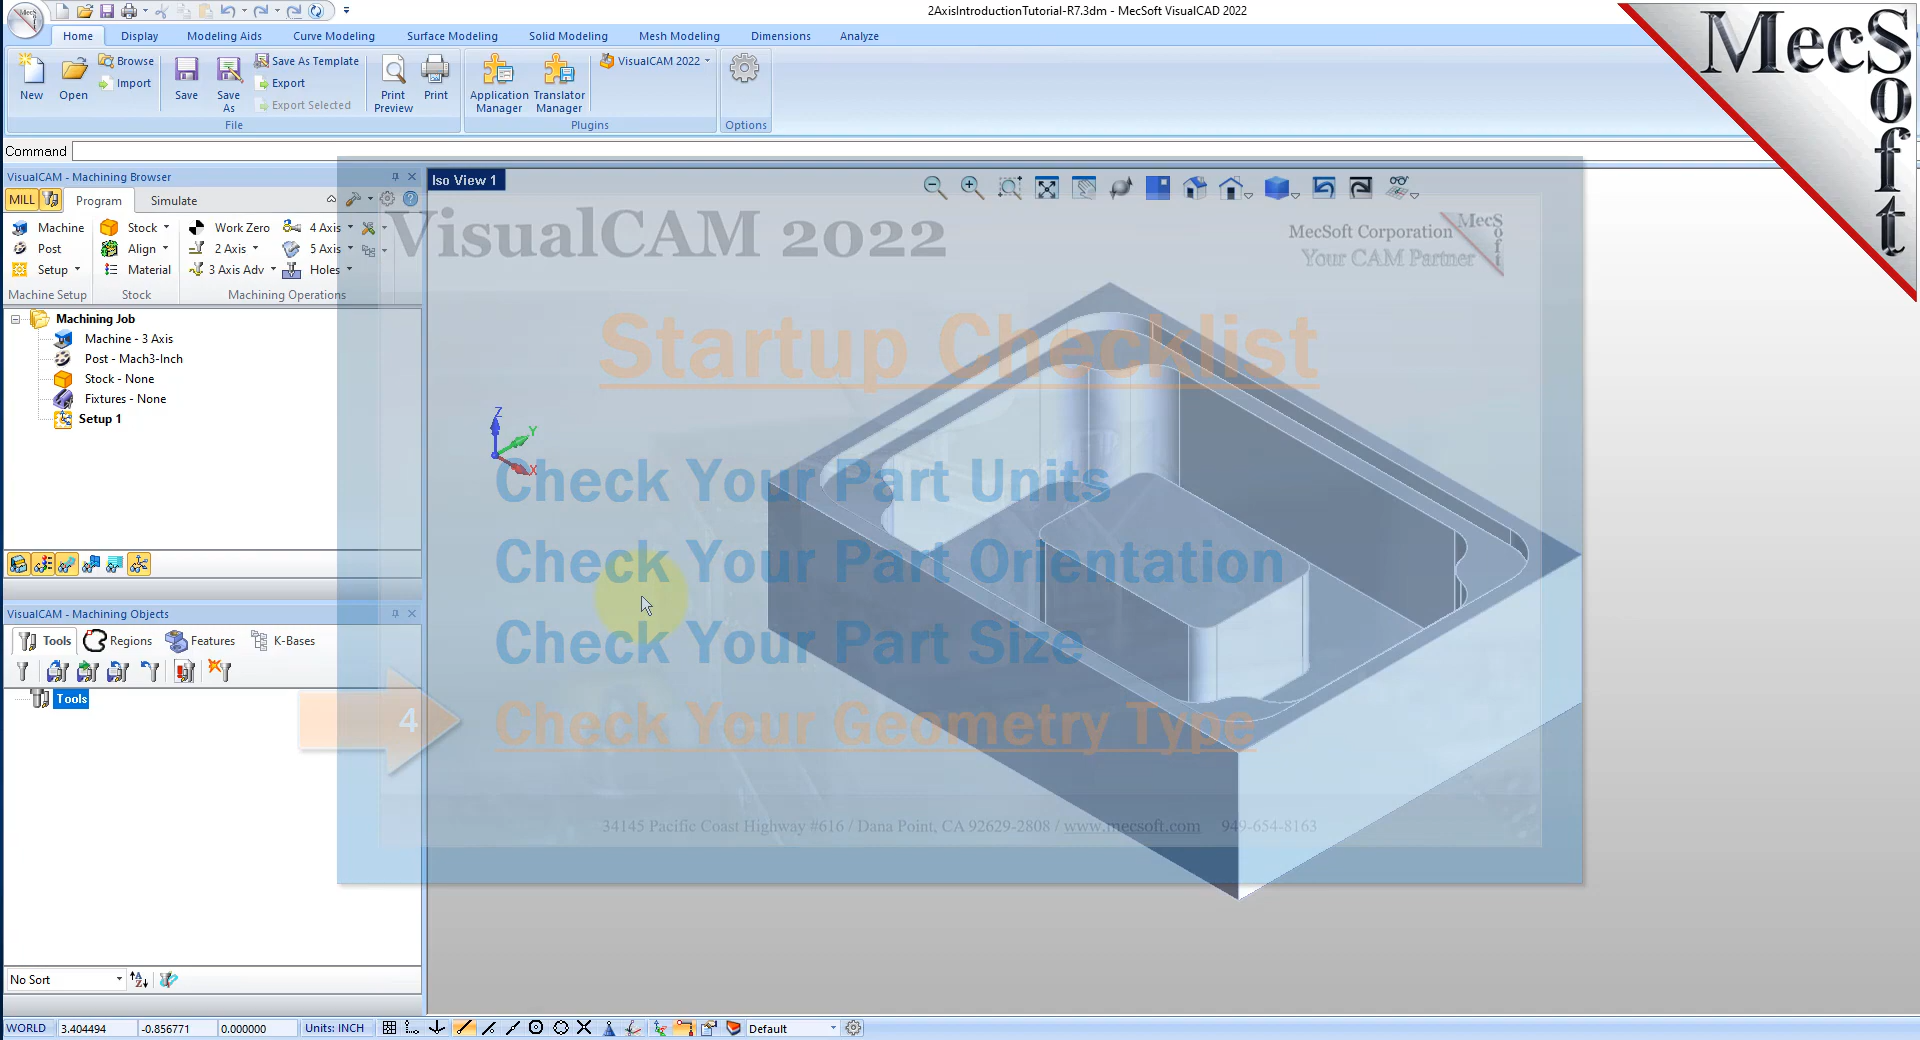 2AxisIntroductionTutorial-R7.3dm - MecSoft VisualCAD 2022
MecSoft
Home Display Modeling Aids Curve Modeling Surface Modeling Solid Modeling Mesh Modeling Dimensions Analyze
New Open Browse Import Save Save As Save As Template Export Export Selected Print Preview Print Application Manager Translator Manager VisualCAM 2022
File Plugins Options
Command
VisualCAM - Machining Browser
Iso View 1
MILL Program Simulate
Machine Stock Work Zero 4 Axis
Post Align 2 Axis 5 Axis
Setup Material 3 Axis Adv Holes
Machine Setup Stock Machining Operations
VisualCAM 2022
MecSoft Corporation
Your CAM Partner
MecSoft
Machining Job
Machine - 3 Axis
Post - Mach3-Inch
Stock - None
Fixtures - None
Setup 1
Startup Checklist
Z
Y
X
Check Your Part Units
Check Your Part Orientation
Check Your Part Size
4
Check Your Geometry Type
34145 Pacific Coast Highway #616 / Dana Point, CA 92629-2808 / www.mecsoft.com 949-654-8163
VisualCAM - Machining Objects
Tools Regions Features K-Bases
Tools
No Sort
WORLD 3.404494 -0.856771 0.000000 Units: INCH Default